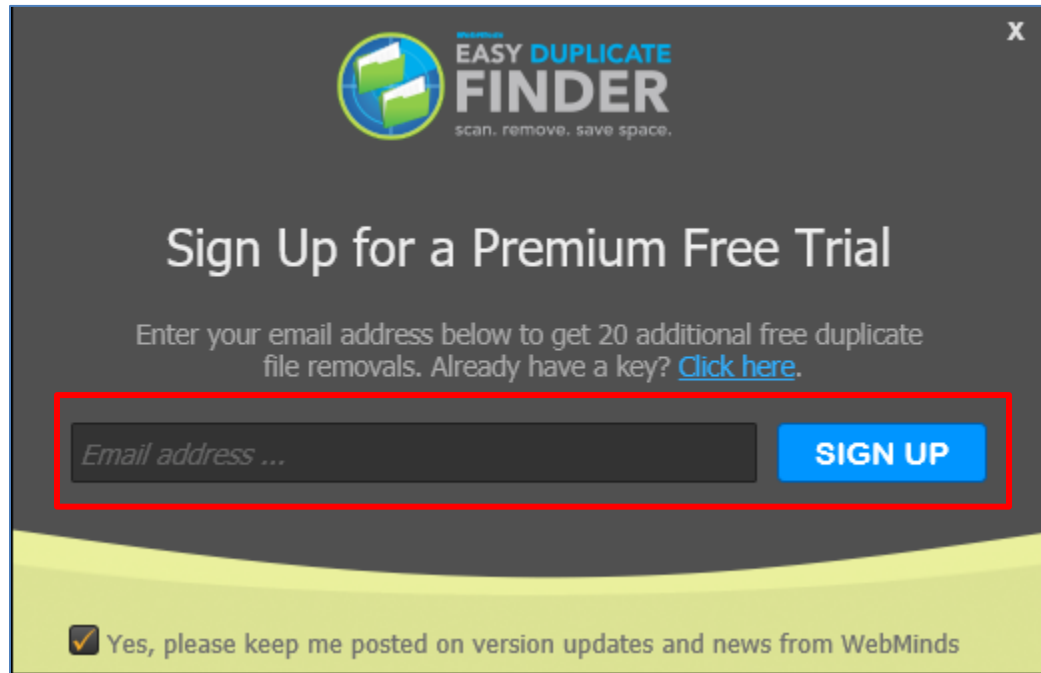 x
WebMinds
EASY DUPLICATE
FINDER
scan. remove. save space.
Sign Up for a Premium Free Trial
Enter your email address below to get 20 additional free duplicate
file removals. Already have a key? Click here.
Email address ...
SIGN UP
Yes, please keep me posted on version updates and news from WebMinds